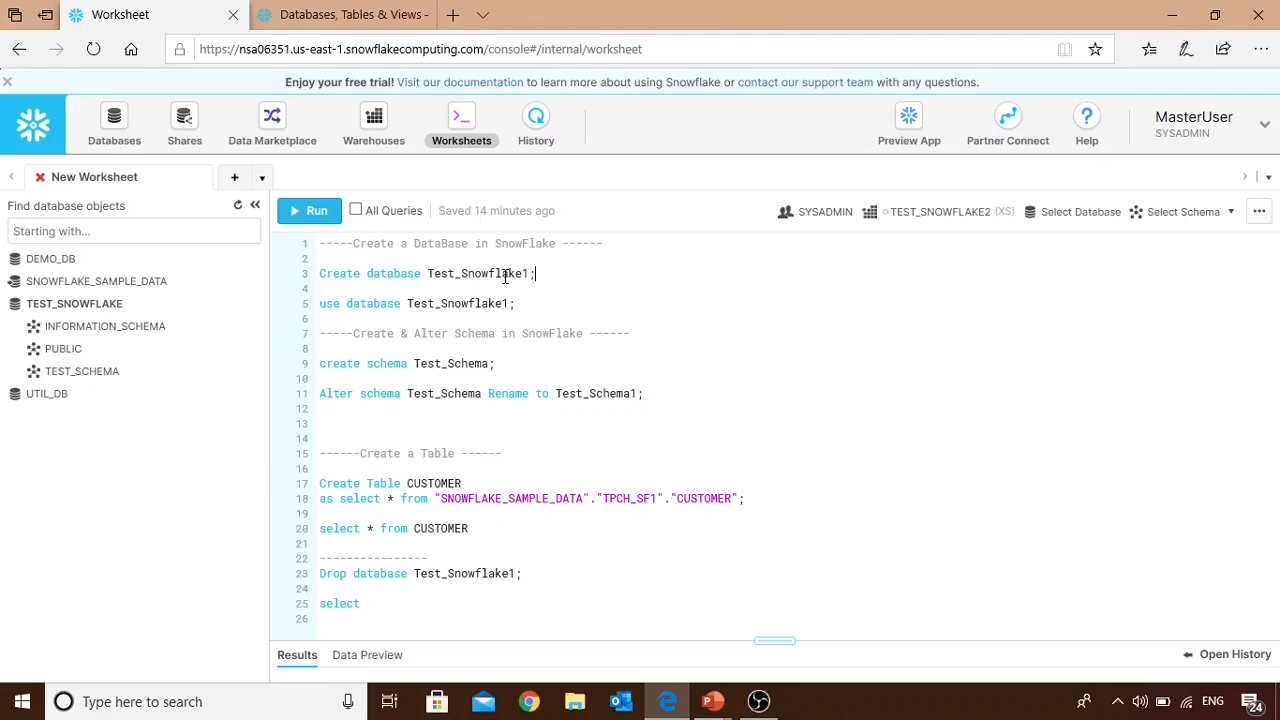 Worksheet
Databases, Tables & Views -
https://nsa06351.us-east-1.snowflakecomputing.com/console#/internal/worksheet
Enjoy your free trial! Visit our documentation to learn more about using Snowflake or contact our support team with any questions.
Databases
Shares
Data Marketplace
Warehouses
Worksheets
History
Preview App
Partner Connect
Help
MasterUser
SYSADMIN
New Worksheet
Find database objects
Starting with...
DEMO_DB
SNOWFLAKE_SAMPLE_DATA
TEST_SNOWFLAKE
INFORMATION_SCHEMA
PUBLIC
TEST_SCHEMA
UTIL_DB
Run
All Queries
Saved 14 minutes ago
SYSADMIN
TEST_SNOWFLAKE2 (XS)
Select Database
Select Schema
1 -----Create a DataBase in SnowFlake ------
2
3 Create database Test_Snowflake1;
4
5 use database Test_Snowflake1;
6
7 -----Create & Alter Schema in SnowFlake ------
8
9 create schema Test_Schema;
10
11 Alter schema Test_Schema Rename to Test_Schema1;
12
13
14
15 ------Create a Table ------
16
17 Create Table CUSTOMER
18 as select * from "SNOWFLAKE_SAMPLE_DATA"."TPCH_SF1"."CUSTOMER";
19
20 select * from CUSTOMER
21
22 ----------------
23 Drop database Test_Snowflake1;
24
25 select
26
Results
Data Preview
Open History
Type here to search
ENG
24